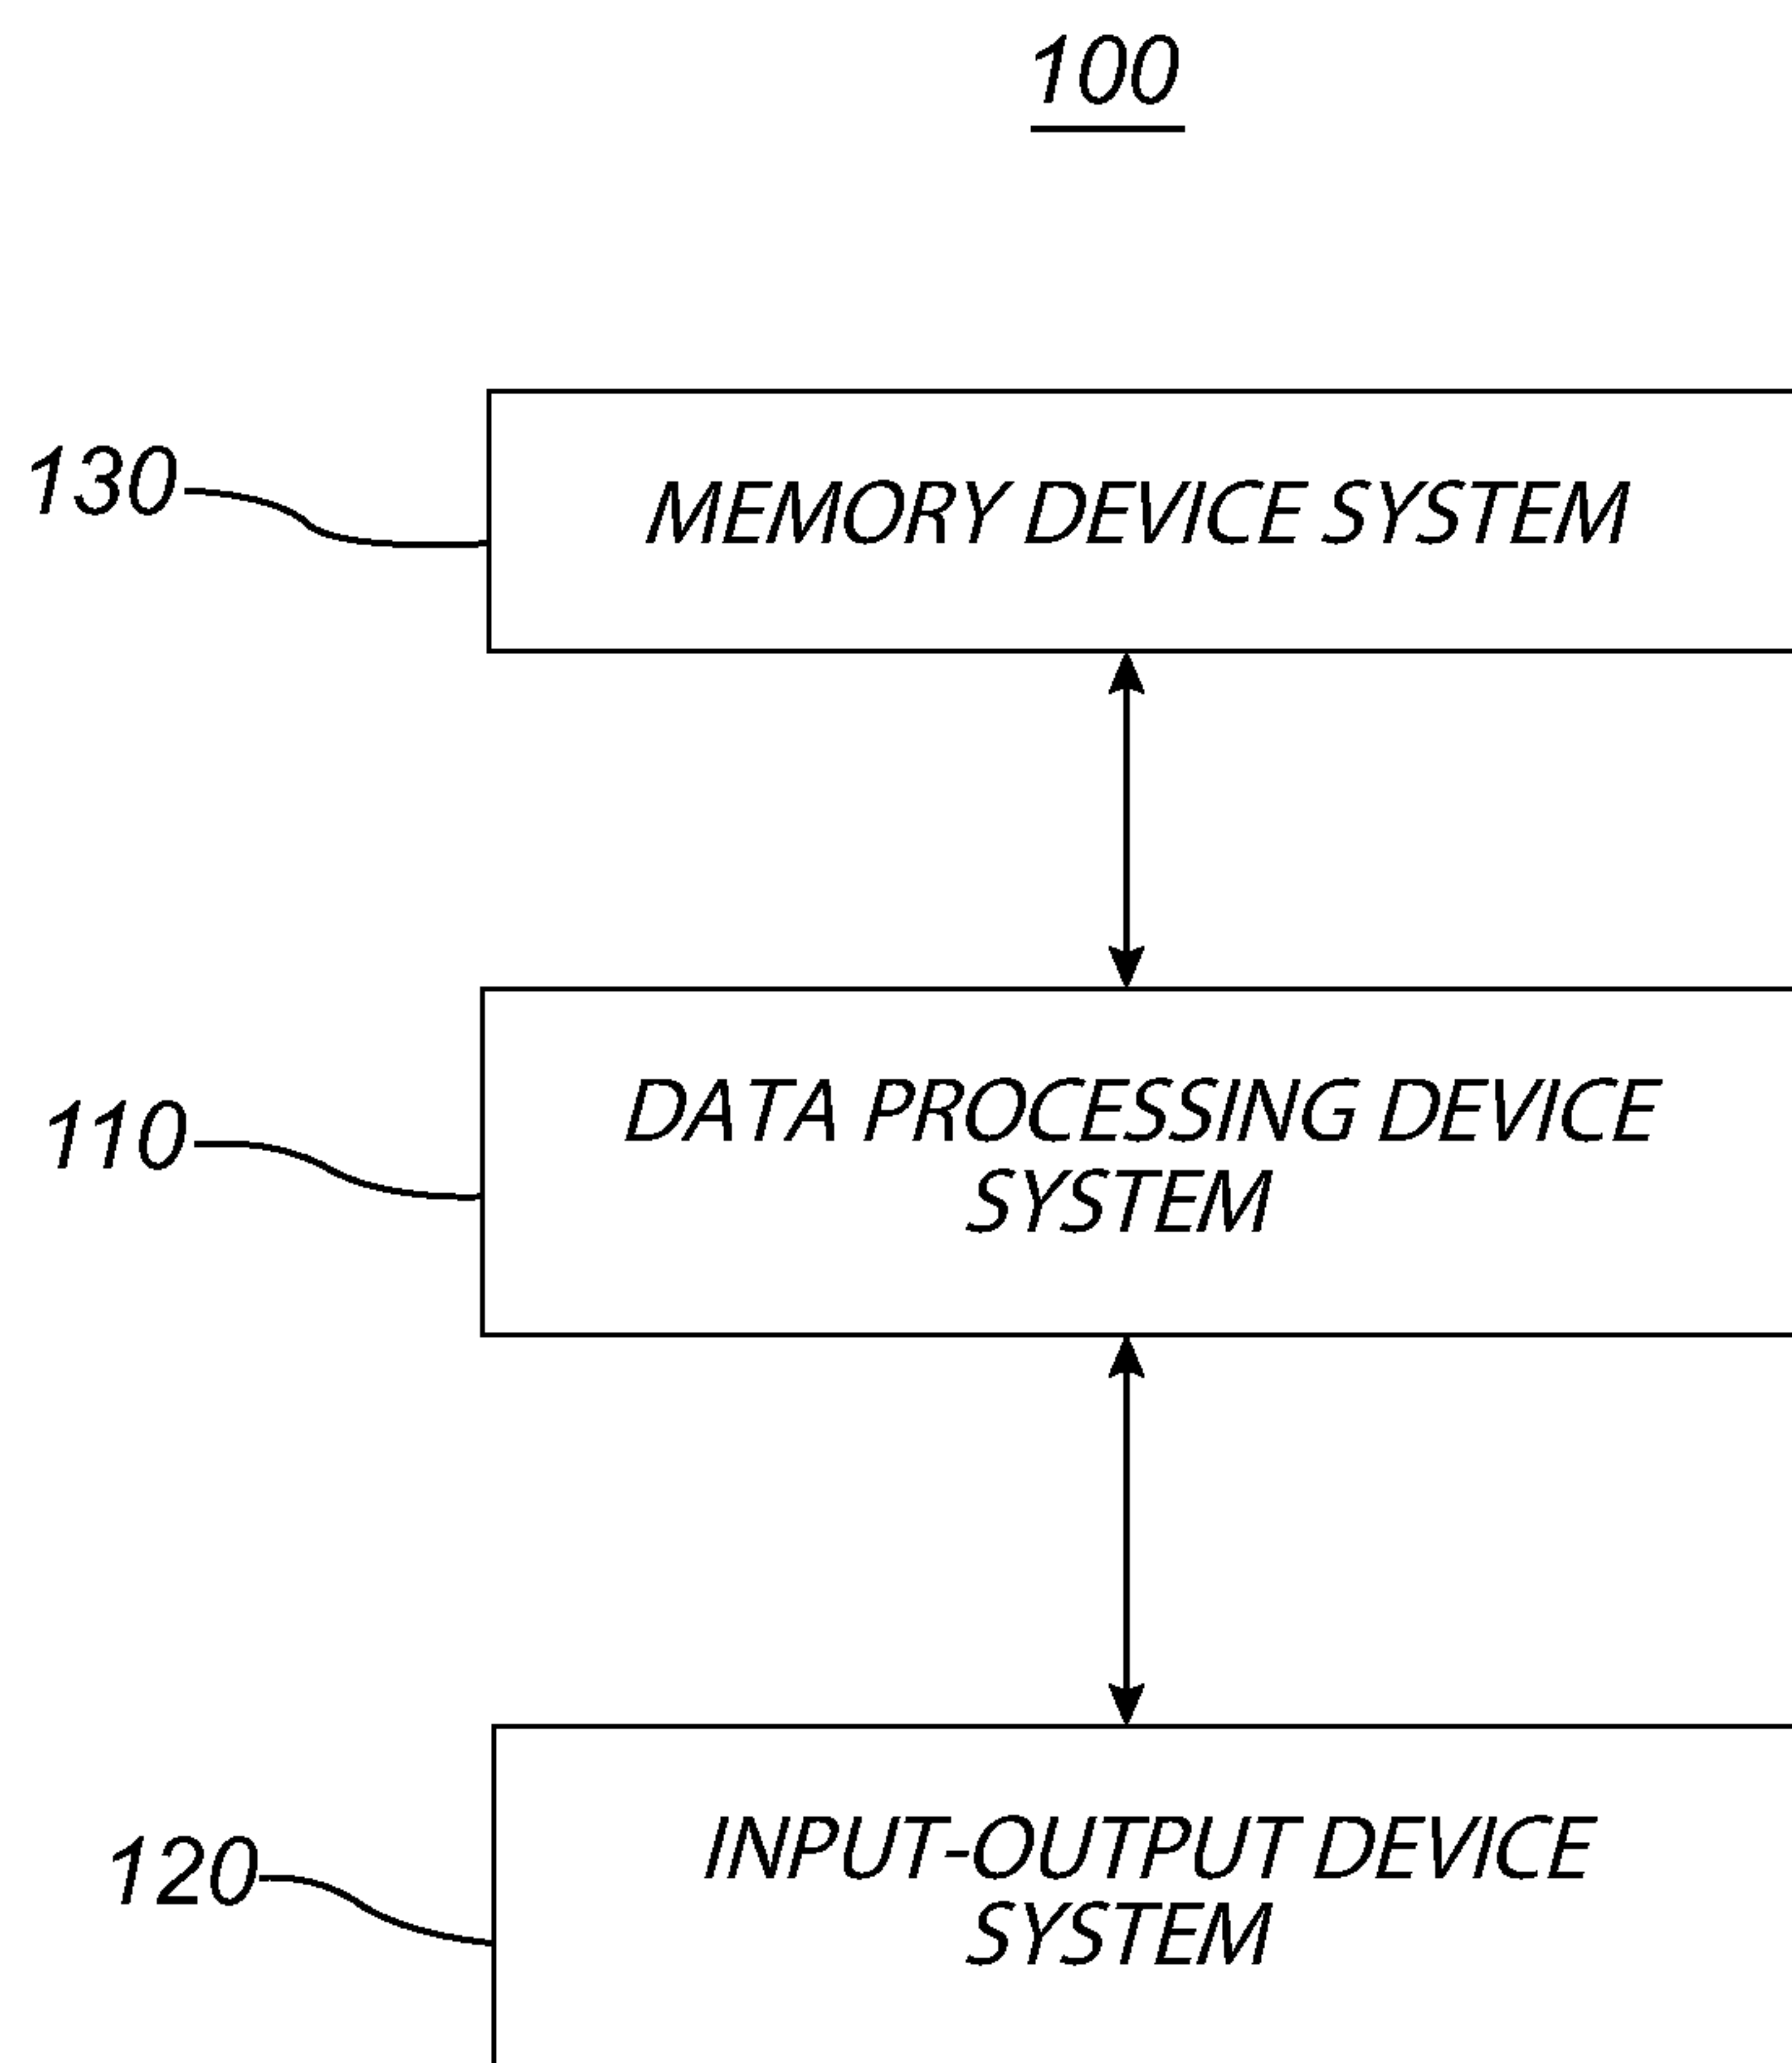 100
130
MEMORY DEVICE SYSTEM
110
DATA PROCESSING DEVICE
SYSTEM
120
INPUT-OUTPUT DEVICE
SYSTEM